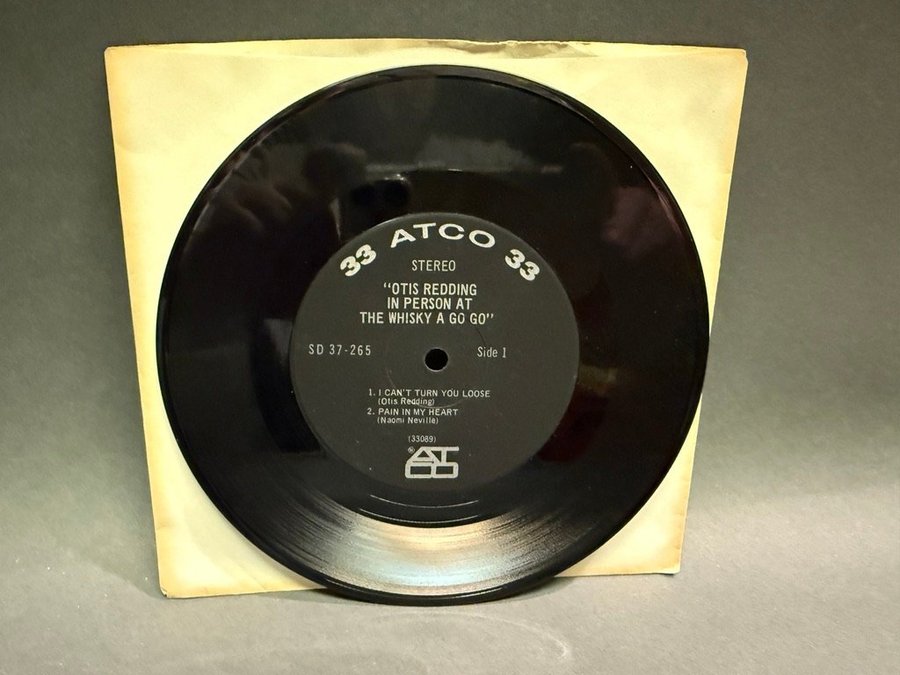 33 ATCO 33
STEREO
"OTIS REDDING
IN PERSON AT
THE WHISKY A GO GO"
SD 37-265 Side 1
1. I CAN'T TURN YOU LOOSE
(Otis Redding)
2. PAIN IN MY HEART
(Naomi Neville)
(33089)
®ATCO